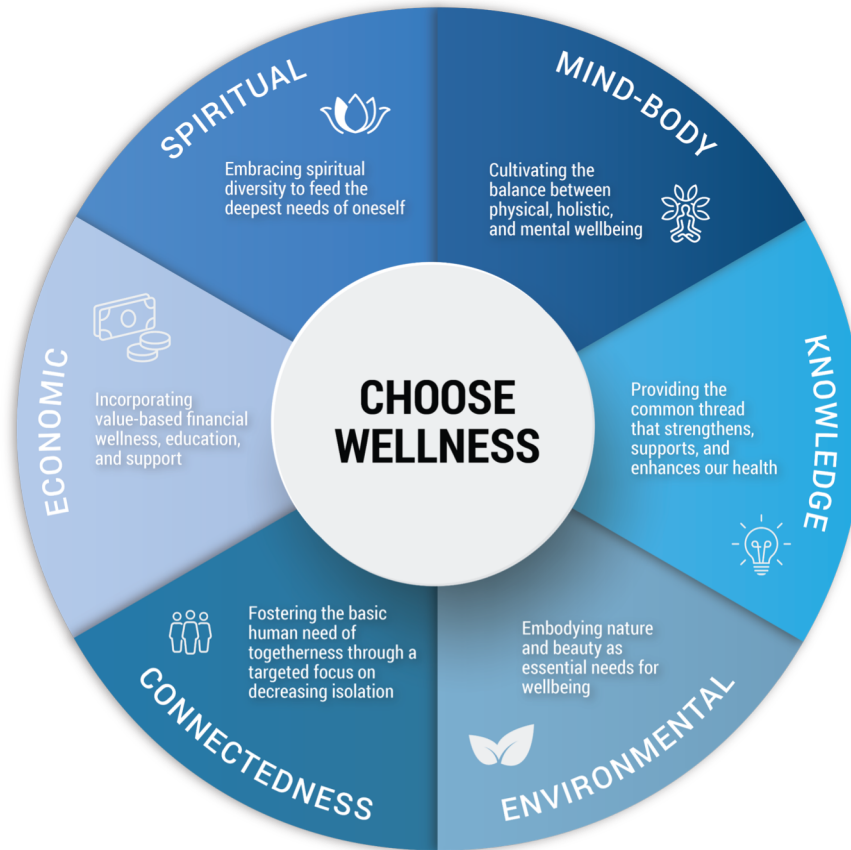 CHOOSE
WELLNESS
SPIRITUAL
Embracing spiritual
diversity to feed the
deepest needs of oneself
MIND-BODY
Cultivating the
balance between
physical, holistic,
and mental wellbeing
KNOWLEDGE
Providing the
common thread
that strengthens,
supports, and
enhances our health
ENVIRONMENTAL
Embodying nature
and beauty as
essential needs for
wellbeing
CONNECTEDNESS
Fostering the basic
human need of
togetherness through a
targeted focus on
decreasing isolation
ECONOMIC
Incorporating
value-based financial
wellness, education,
and support